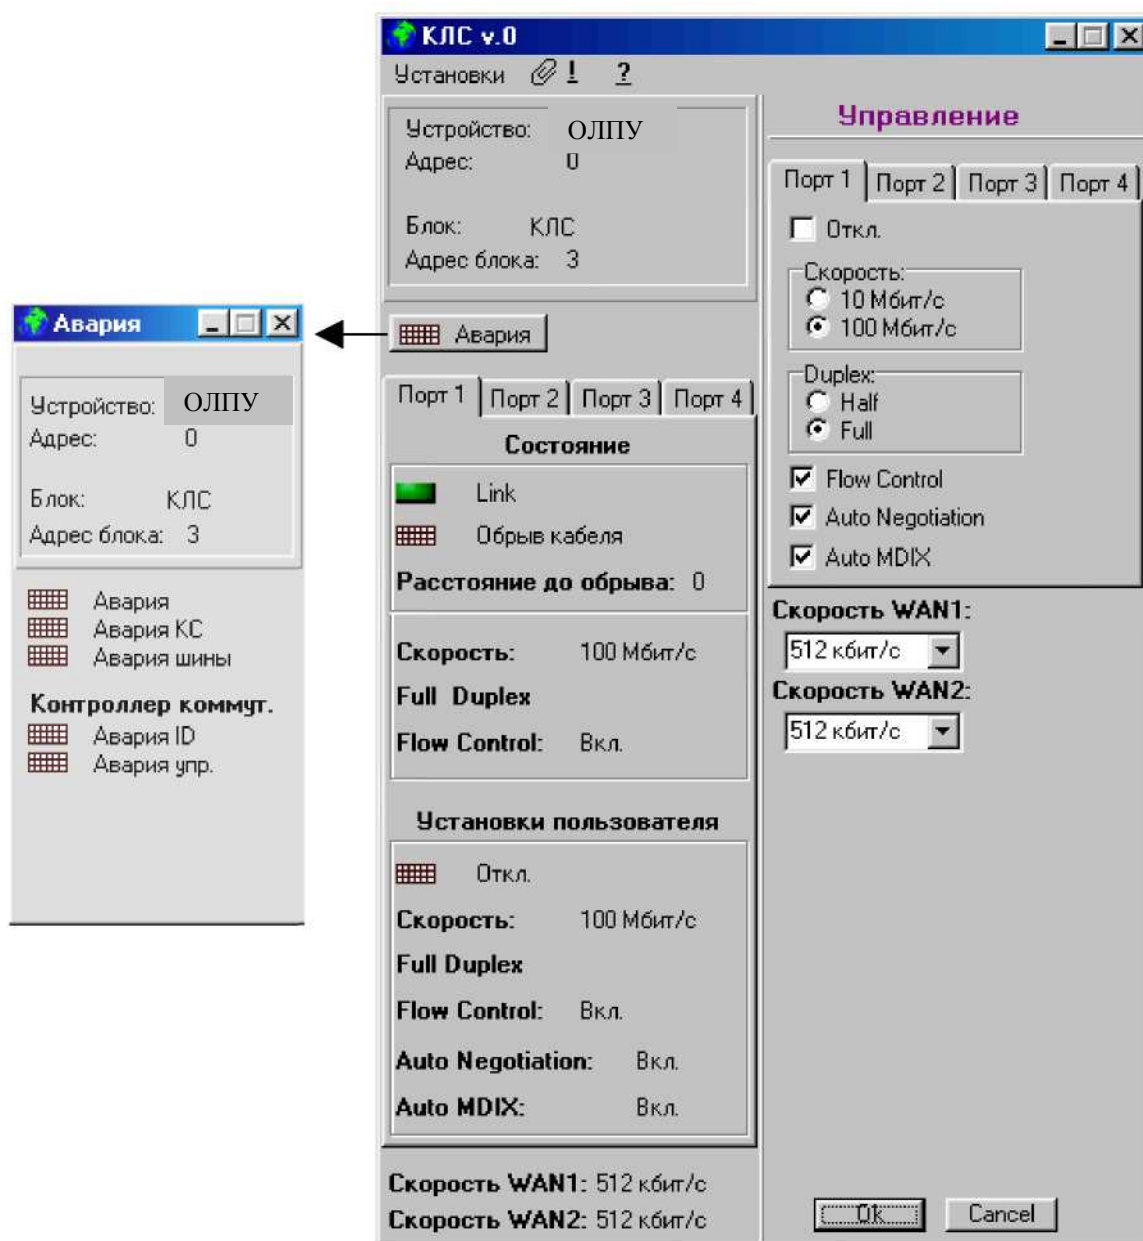 КЛС v.0
Установки ! ?
Устройство: ОЛПУ
Адрес: 0
Блок: КЛС
Адрес блока: 3
Авария
Порт 1 Порт 2 Порт 3 Порт 4
Состояние
Link
Обрыв кабеля
Расстояние до обрыва: 0
Скорость: 100 Мбит/с
Full Duplex
Flow Control: Вкл.
Установки пользователя
Откл.
Скорость: 100 Мбит/с
Full Duplex
Flow Control: Вкл.
Auto Negotiation: Вкл.
Auto MDIX: Вкл.
Скорость WAN1: 512 кбит/с
Скорость WAN2: 512 кбит/с
Управление
Порт 1 Порт 2 Порт 3 Порт 4
Откл.
Скорость:
10 Мбит/с
100 Мбит/с
Duplex:
Half
Full
Flow Control
Auto Negotiation
Auto MDIX
Скорость WAN1:
512 кбит/с
Скорость WAN2:
512 кбит/с
Ok Cancel
Авария
Устройство: ОЛПУ
Адрес: 0
Блок: КЛС
Адрес блока: 3
Авария
Авария КС
Авария шины
Контроллер коммут.
Авария ID
Авария упр.